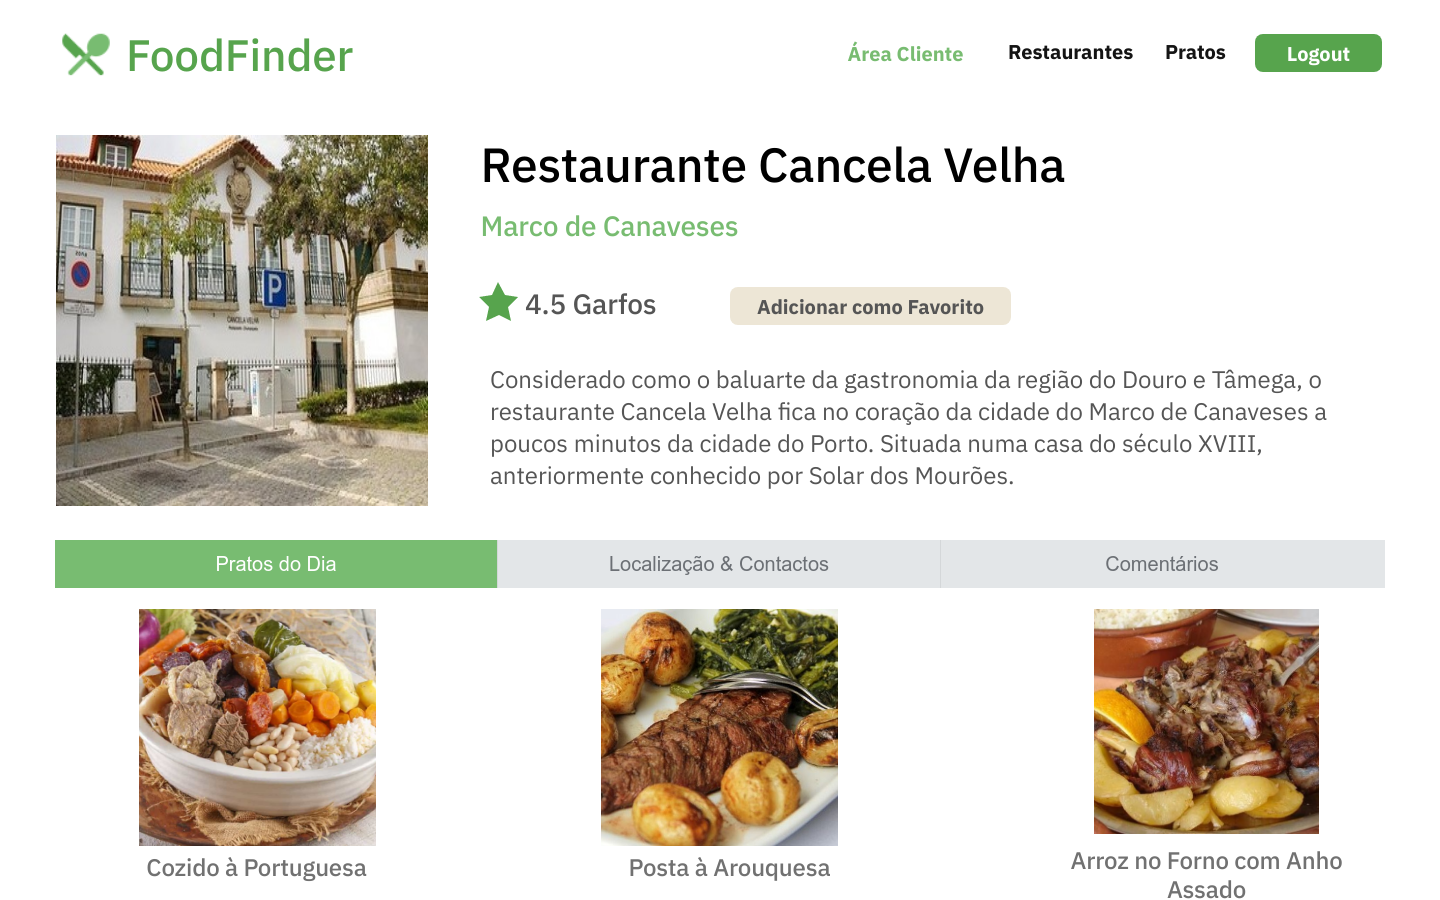 FoodFinder
Área Cliente
Restaurantes
Pratos
Logout
Restaurante Cancela Velha
Marco de Canaveses
4.5 Garfos
Adicionar como Favorito
Considerado como o baluarte da gastronomia da região do Douro e Tâmega, o
restaurante Cancela Velha fica no coração da cidade do Marco de Canaveses a
poucos minutos da cidade do Porto. Situada numa casa do século XVIII,
anteriormente conhecido por Solar dos Mourões.
ZONA
P
CANCELA VELHA
Pratos do Dia
Localização & Contactos
Comentários
Cozido à Portuguesa
Posta à Arouquesa
Arroz no Forno com Anho
Assado